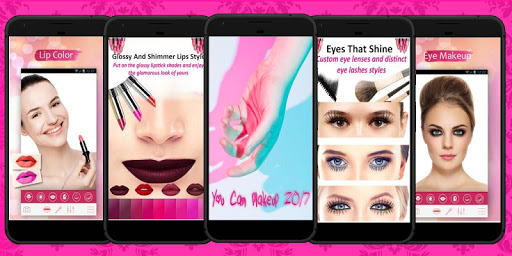 Lip Color
Glossy And Shimmer Lips Style
Put on the glossy lipstick shades and enjoy
the glamorous look of yours
You Can Makeup 2017
Eyes That Shine
Custom eye lenses and distinct
eye lashes styles
Eye Makeup